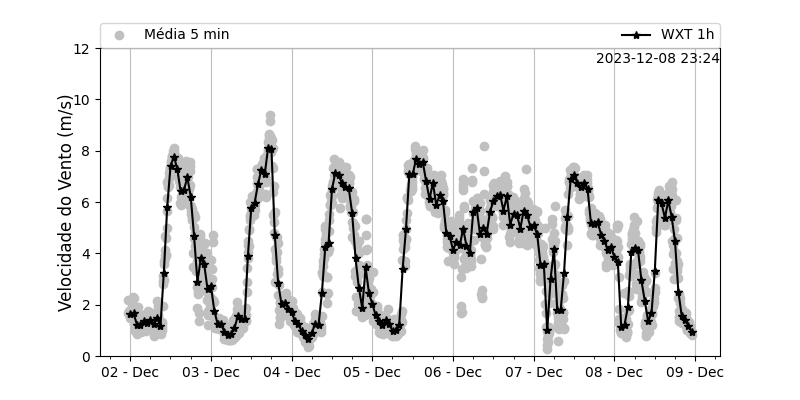 Média 5 min
WXT 1h
2023-12-08 23:24
Velocidade do Vento (m/s)
12
10
8
6
4
2
0
02 - Dec
03 - Dec
04 - Dec
05 - Dec
06 - Dec
07 - Dec
08 - Dec
09 - Dec